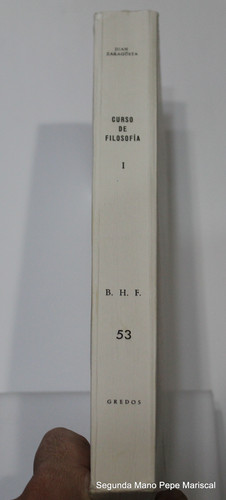 JUAN
ZARAGÜETA
CURSO
DE
FILOSOFÍA
I
B. H. F.
53
GREDOS
Segunda Mano Pepe Mariscal